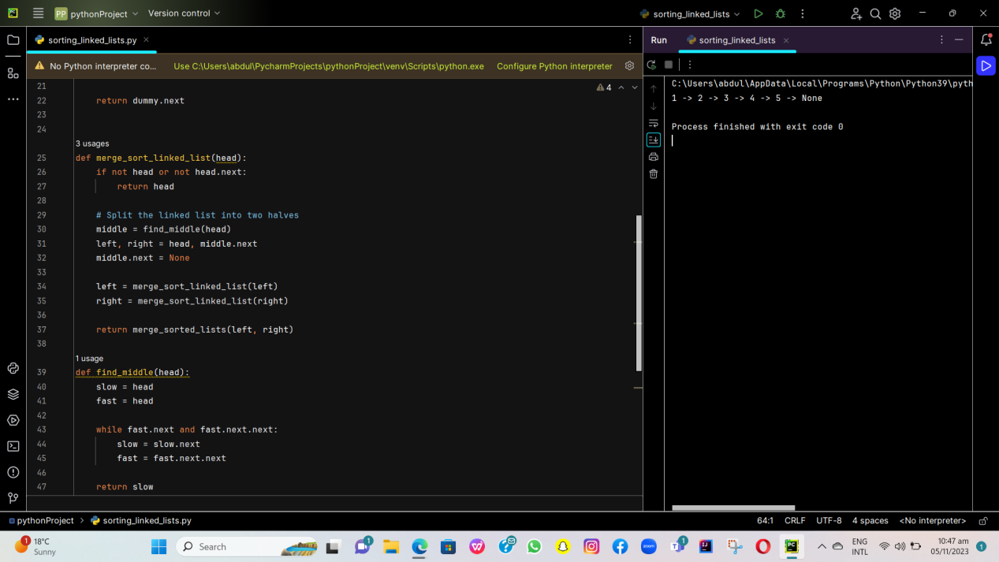 PP pythonProject Version control sorting_linked_lists
sorting_linked_lists.py
No Python interpreter co... Use C:\Users\abdul\PycharmProjects\pythonProject\venv\Scripts\python.exe Configure Python interpreter
4
21
22 return dummy.next
23
24
3 usages
25 def merge_sort_linked_list(head):
26 if not head or not head.next:
27 return head
28
29 # Split the linked list into two halves
30 middle = find_middle(head)
31 left, right = head, middle.next
32 middle.next = None
33
34 left = merge_sort_linked_list(left)
35 right = merge_sort_linked_list(right)
36
37 return merge_sorted_lists(left, right)
38
1 usage
39 def find_middle(head):
40 slow = head
41 fast = head
42
43 while fast.next and fast.next.next:
44 slow = slow.next
45 fast = fast.next.next
46
47 return slow
Run sorting_linked_lists
C:\Users\abdul\AppData\Local\Programs\Python\Python39\pyth
1 -> 2 -> 3 -> 4 -> 5 -> None
Process finished with exit code 0
pythonProject > sorting_linked_lists.py 64:1 CRLF UTF-8 4 spaces <No interpreter>
1
18°C
Sunny
Search
1
zoom
1
PC
ENG
INTL
10:47 am
05/11/2023
1